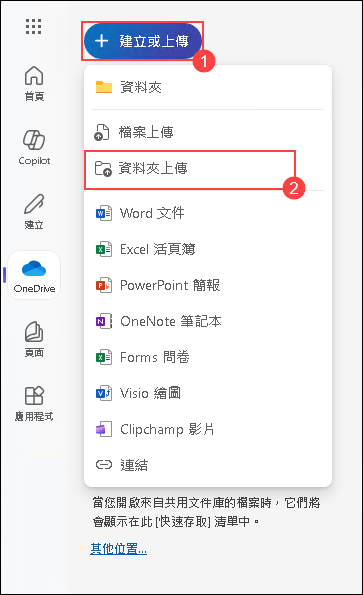 + 建立或上傳
1
資料夾
首頁
檔案上傳
Copilot
資料夾上傳
2
建立
Word 文件
Excel 活頁簿
OneDrive
PowerPoint 簡報
OneNote 筆記本
頁面
Forms 問卷
Visio 繪圖
應用程式
Clipchamp 影片
連結
當您開啟來自共用文件庫的檔案時，它們將
會顯示在此 [快速存取] 清單中。
其他位置...